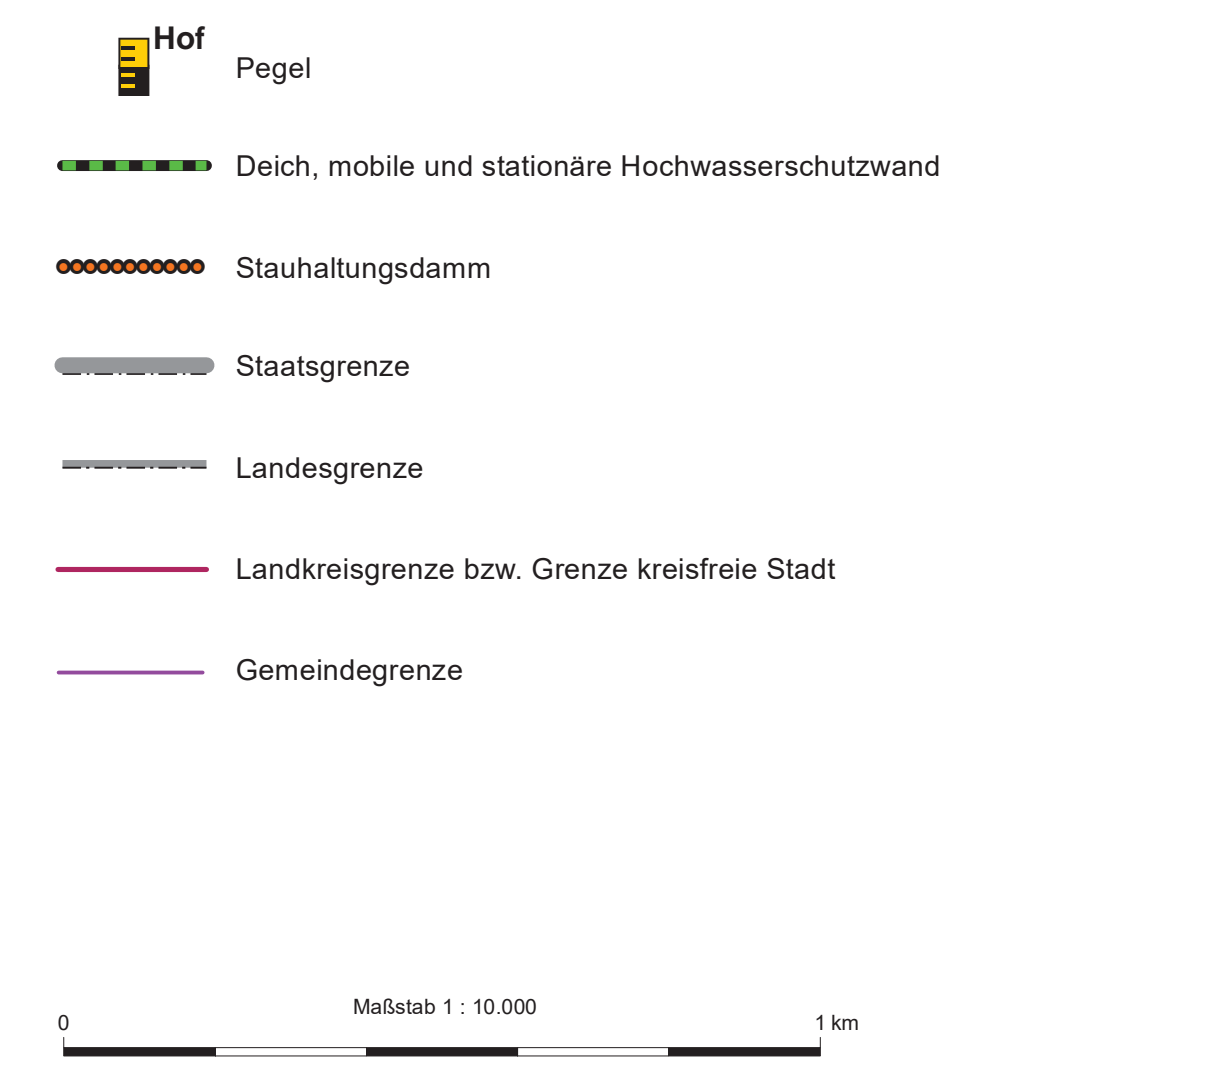 Hof
Pegel
Deich, mobile und stationäre Hochwasserschutzwand
Stauhaltungsdamm
Staatsgrenze
Landesgrenze
Landkreisgrenze bzw. Grenze kreisfreie Stadt
Gemeindegrenze
Maßstab 1 : 10.000
0 1 km